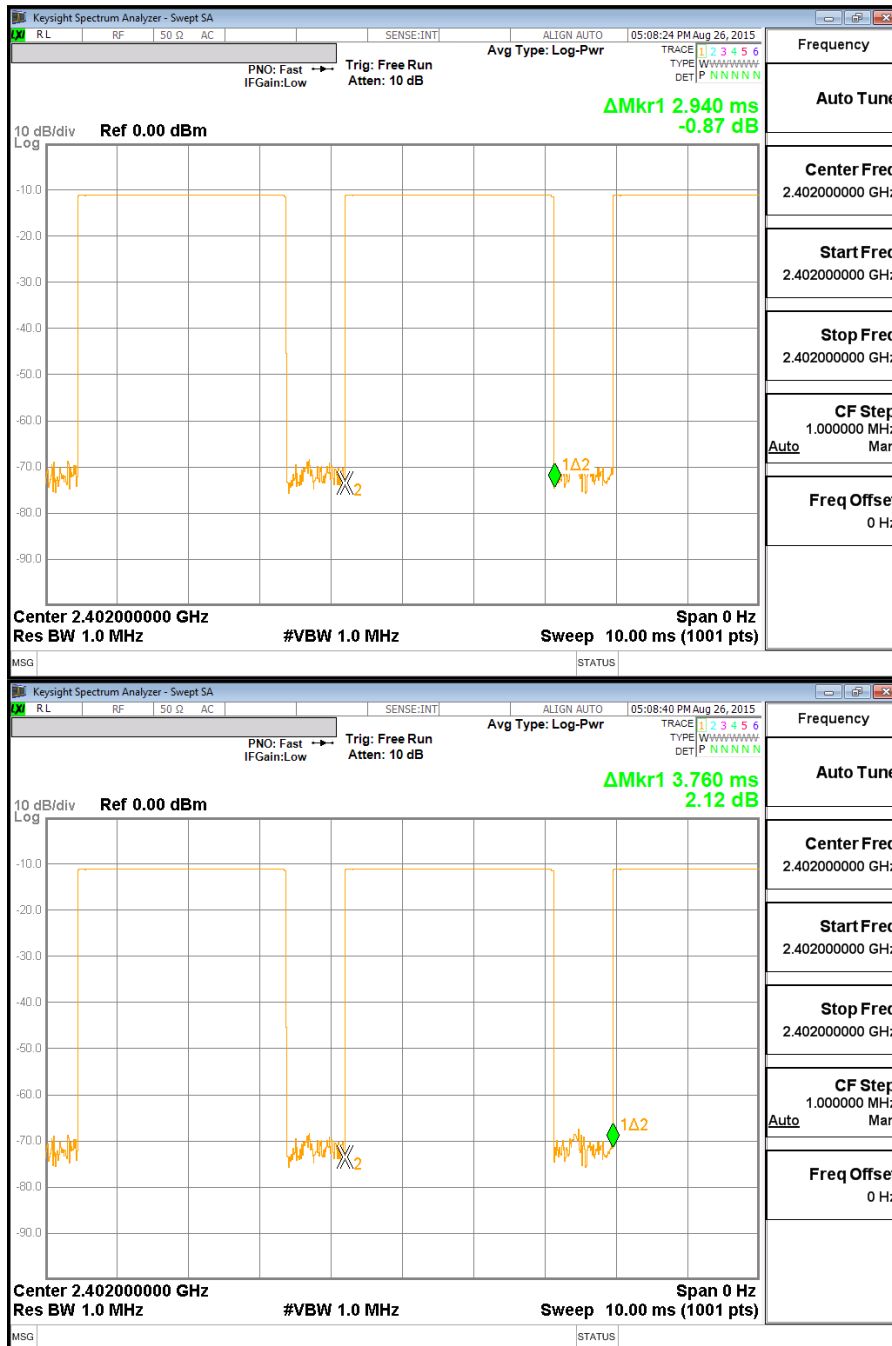 Keysight Spectrum Analyzer - Swept SA
LXI RL RF 50 Ω AC SENSE:INT ALIGN AUTO 05:08:24 PM Aug 26, 2015
Avg Type: Log-Pwr TRACE 1 2 3 4 5 6
PNO: Fast Trig: Free Run TYPE WWWWWW
IFGain:Low Atten: 10 dB DET P N N N N N
Frequency
ΔMkr1 2.940 ms
-0.87 dB
10 dB/div Ref 0.00 dBm
Log
-10.0
-20.0
-30.0
-40.0
-50.0
-60.0
-70.0
-80.0
-90.0
1Δ2
2
Center 2.402000000 GHz Span 0 Hz
Res BW 1.0 MHz #VBW 1.0 MHz Sweep 10.00 ms (1001 pts)
MSG STATUS
Auto Tune
Center Freq
2.402000000 GHz
Start Freq
2.402000000 GHz
Stop Freq
2.402000000 GHz
CF Step
1.000000 MHz
Auto Man
Freq Offset
0 Hz
Keysight Spectrum Analyzer - Swept SA
LXI RL RF 50 Ω AC SENSE:INT ALIGN AUTO 05:08:40 PM Aug 26, 2015
Avg Type: Log-Pwr TRACE 1 2 3 4 5 6
PNO: Fast Trig: Free Run TYPE WWWWWW
IFGain:Low Atten: 10 dB DET P N N N N N
Frequency
ΔMkr1 3.760 ms
2.12 dB
10 dB/div Ref 0.00 dBm
Log
-10.0
-20.0
-30.0
-40.0
-50.0
-60.0
-70.0
-80.0
-90.0
1Δ2
2
Center 2.402000000 GHz Span 0 Hz
Res BW 1.0 MHz #VBW 1.0 MHz Sweep 10.00 ms (1001 pts)
MSG STATUS
Auto Tune
Center Freq
2.402000000 GHz
Start Freq
2.402000000 GHz
Stop Freq
2.402000000 GHz
CF Step
1.000000 MHz
Auto Man
Freq Offset
0 Hz